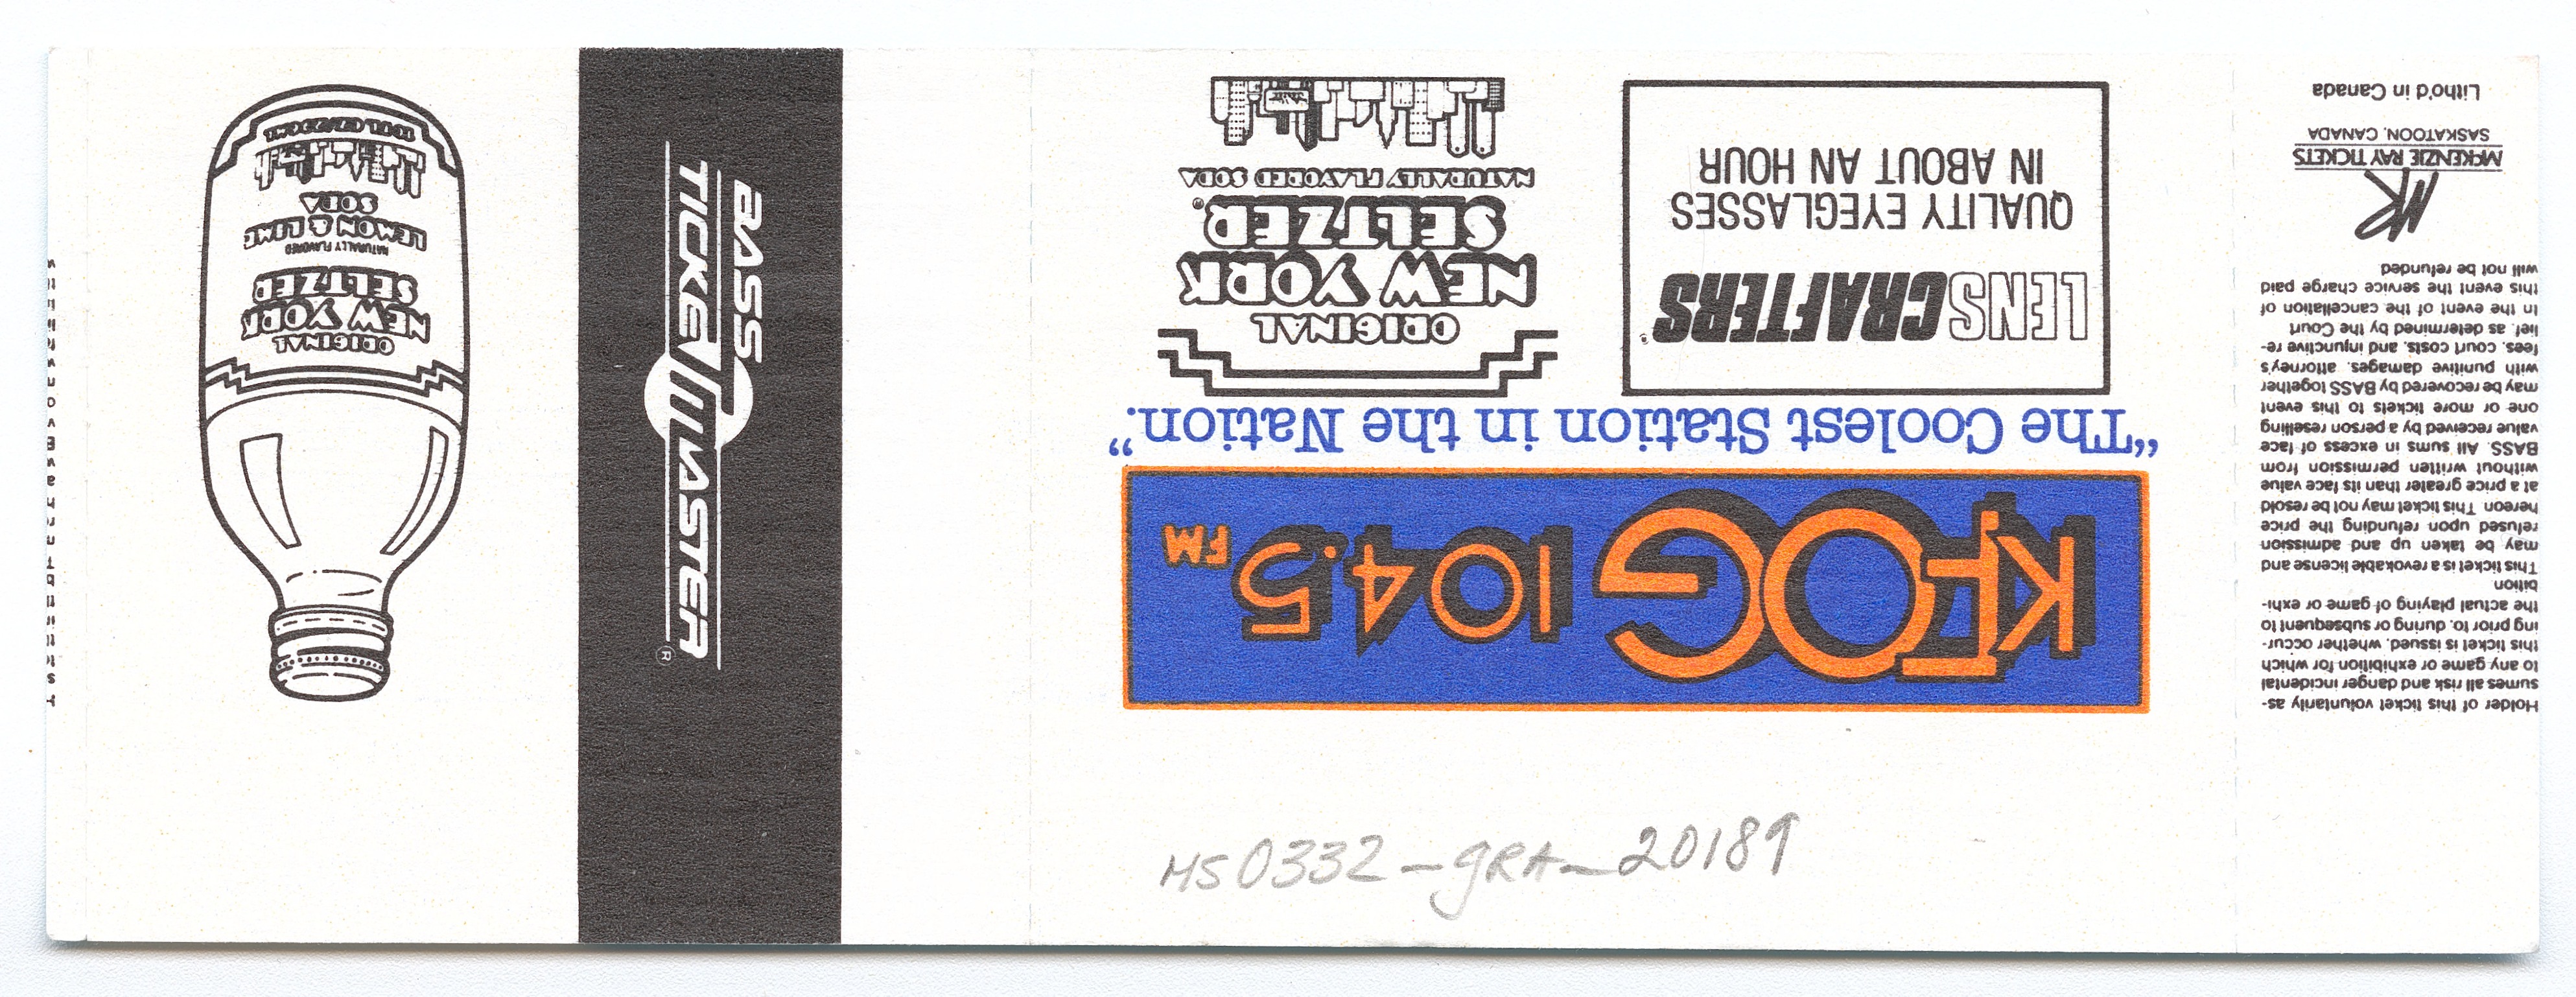 Holder of this ticket voluntarily as-
sumes all risk and danger incidental
to any game or exhibition for which
this ticket is issued, whether occur-
ring prior to, during or subsequent to
the actual playing of game or exhi-
bition
This ticket is a revokable license and
may be taken up and admission
refused upon refunding the price
hereon. This ticket may not be resold
at a price greater than its face value
without written permission from
BASS. All sums in excess of face
value received by a person reselling
one or more tickets to this event
may be recovered by BASS together
with punitive damages, attorney's
fees, court costs, and injunctive re-
lief, as determined by the Court
In the event of the cancellation of
this event the service charge paid
will not be refunded
MR
McKENZIE RAY TICKETS
SASKATOON, CANADA
Litho'd in Canada
KFOG 104.5 FM
“The Coolest Station in the Nation.”
LENSCRAFTERS®
QUALITY EYEGLASSES
IN ABOUT AN HOUR
ORIGINAL
NEW YORK
SELTZER®
NATURALLY FLAVORED SODA
BASS
TICKETMASTER®
ORIGINAL
NEW YORK
SELTZER
NATURALLY FLAVORED
LEMON & LIME
SODA
MS0332-gRA-20189